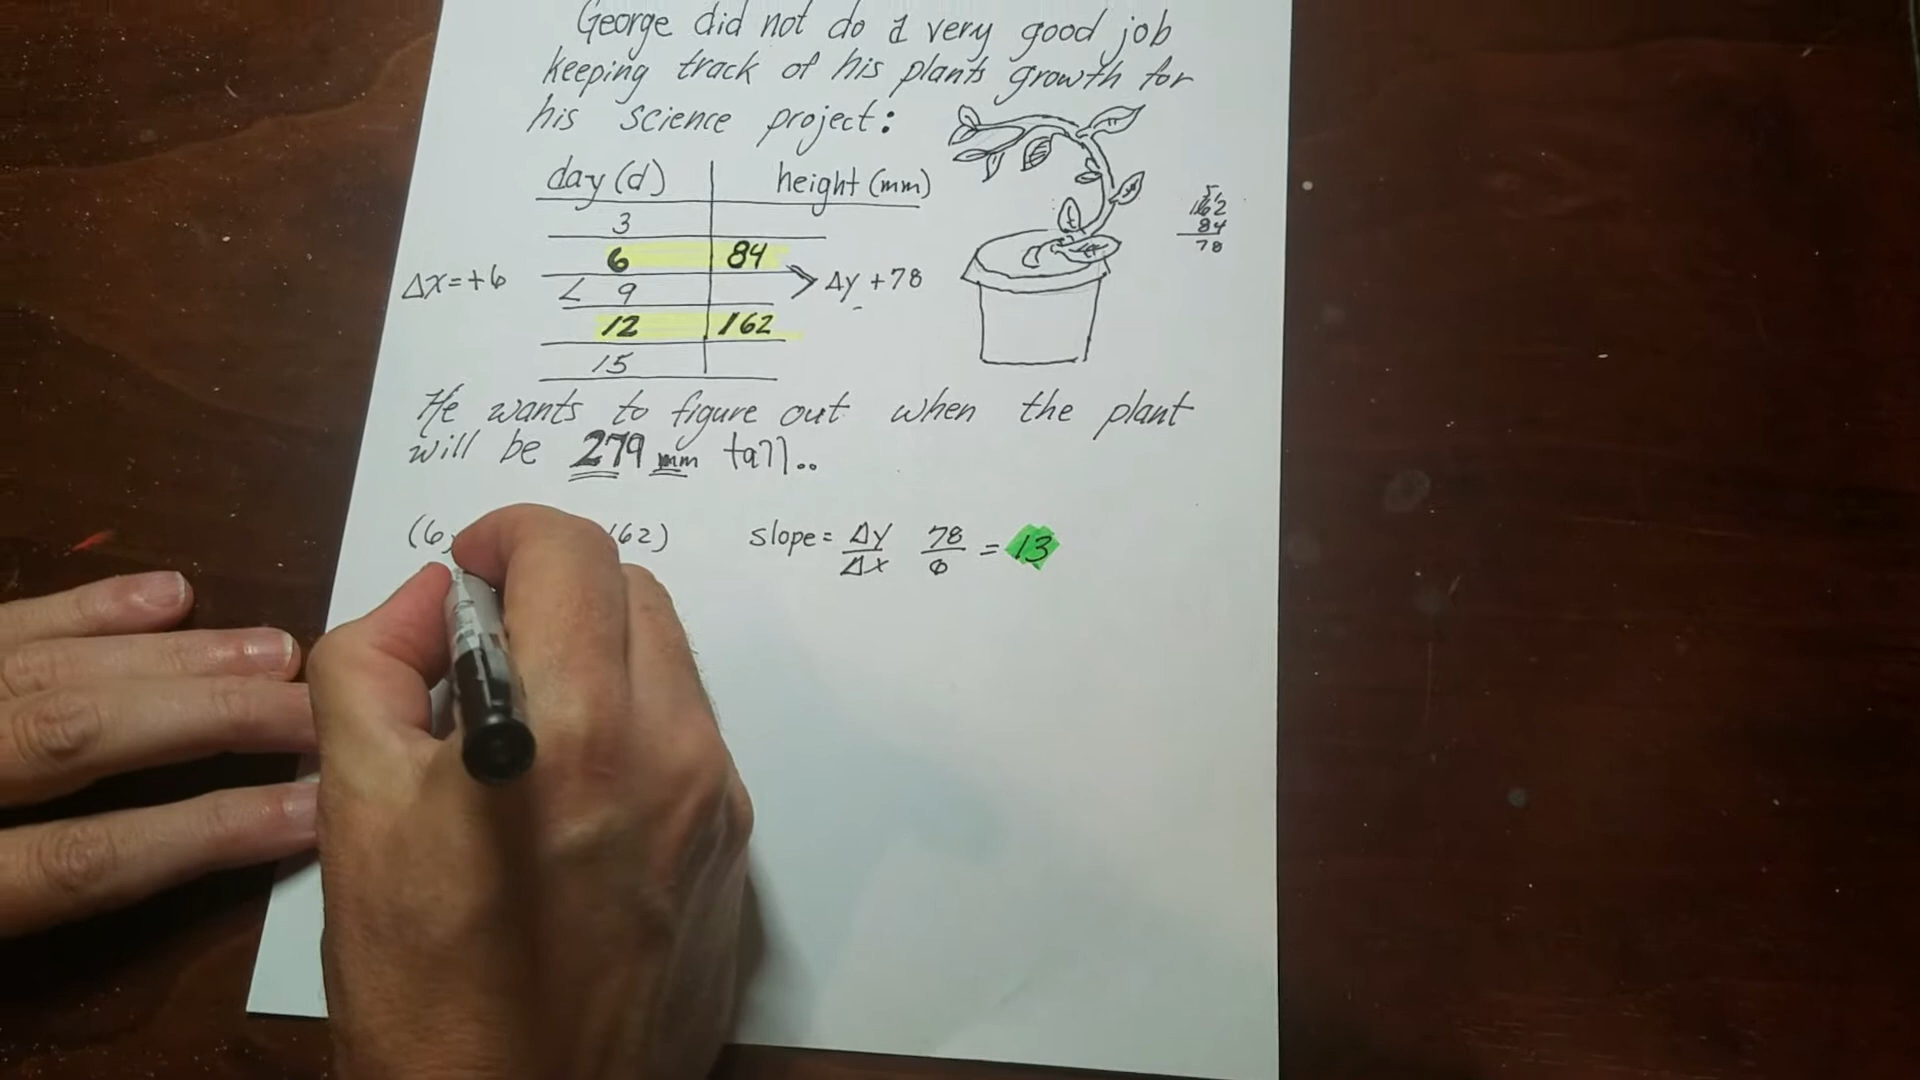 George did not do a very good job
keeping track of his plants growth for
his science project:
day (d) height (mm)
3
6 84
Δx=+6 < 9 > Δy +78
12 162
15
162
84
78
He wants to figure out when the plant
will be 279 mm tall..
(6, 62) slope = Δy/Δx 78/6 = 13